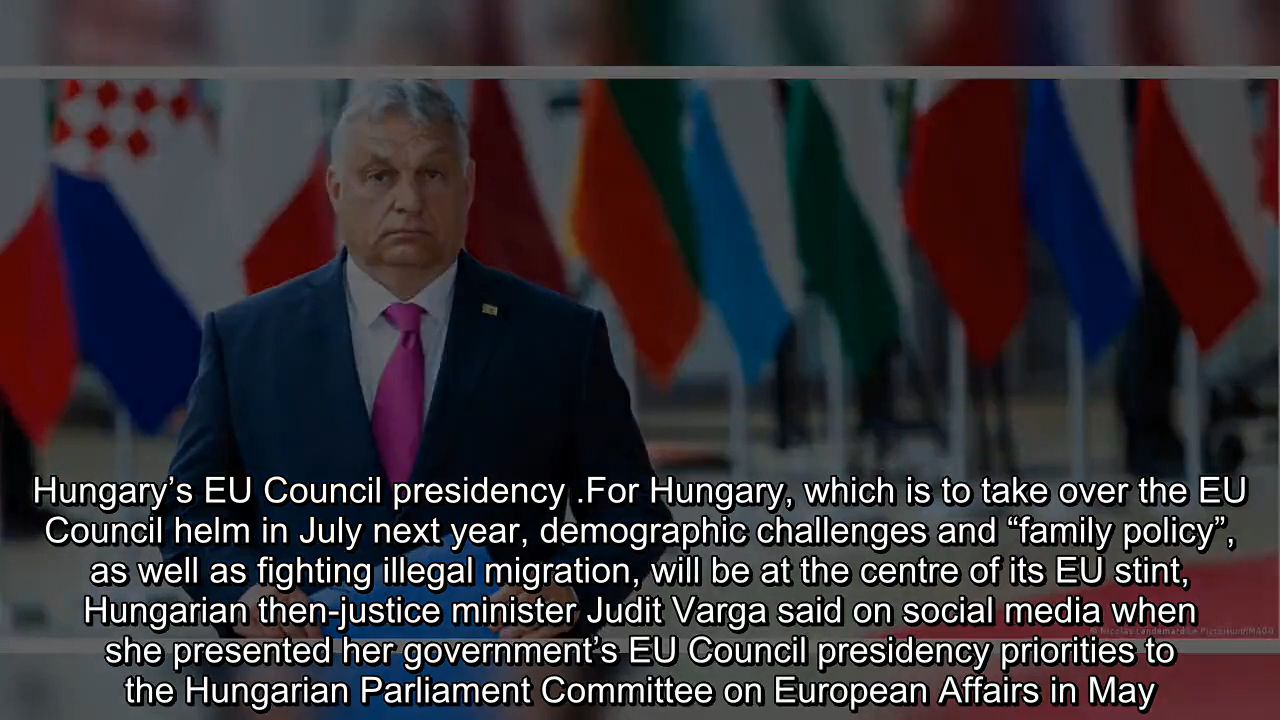 Hungary’s EU Council presidency .For Hungary, which is to take over the EU
Council helm in July next year, demographic challenges and “family policy”,
as well as fighting illegal migration, will be at the centre of its EU stint,
Hungarian then-justice minister Judit Varga said on social media when
she presented her government’s EU Council presidency priorities to
the Hungarian Parliament Committee on European Affairs in May